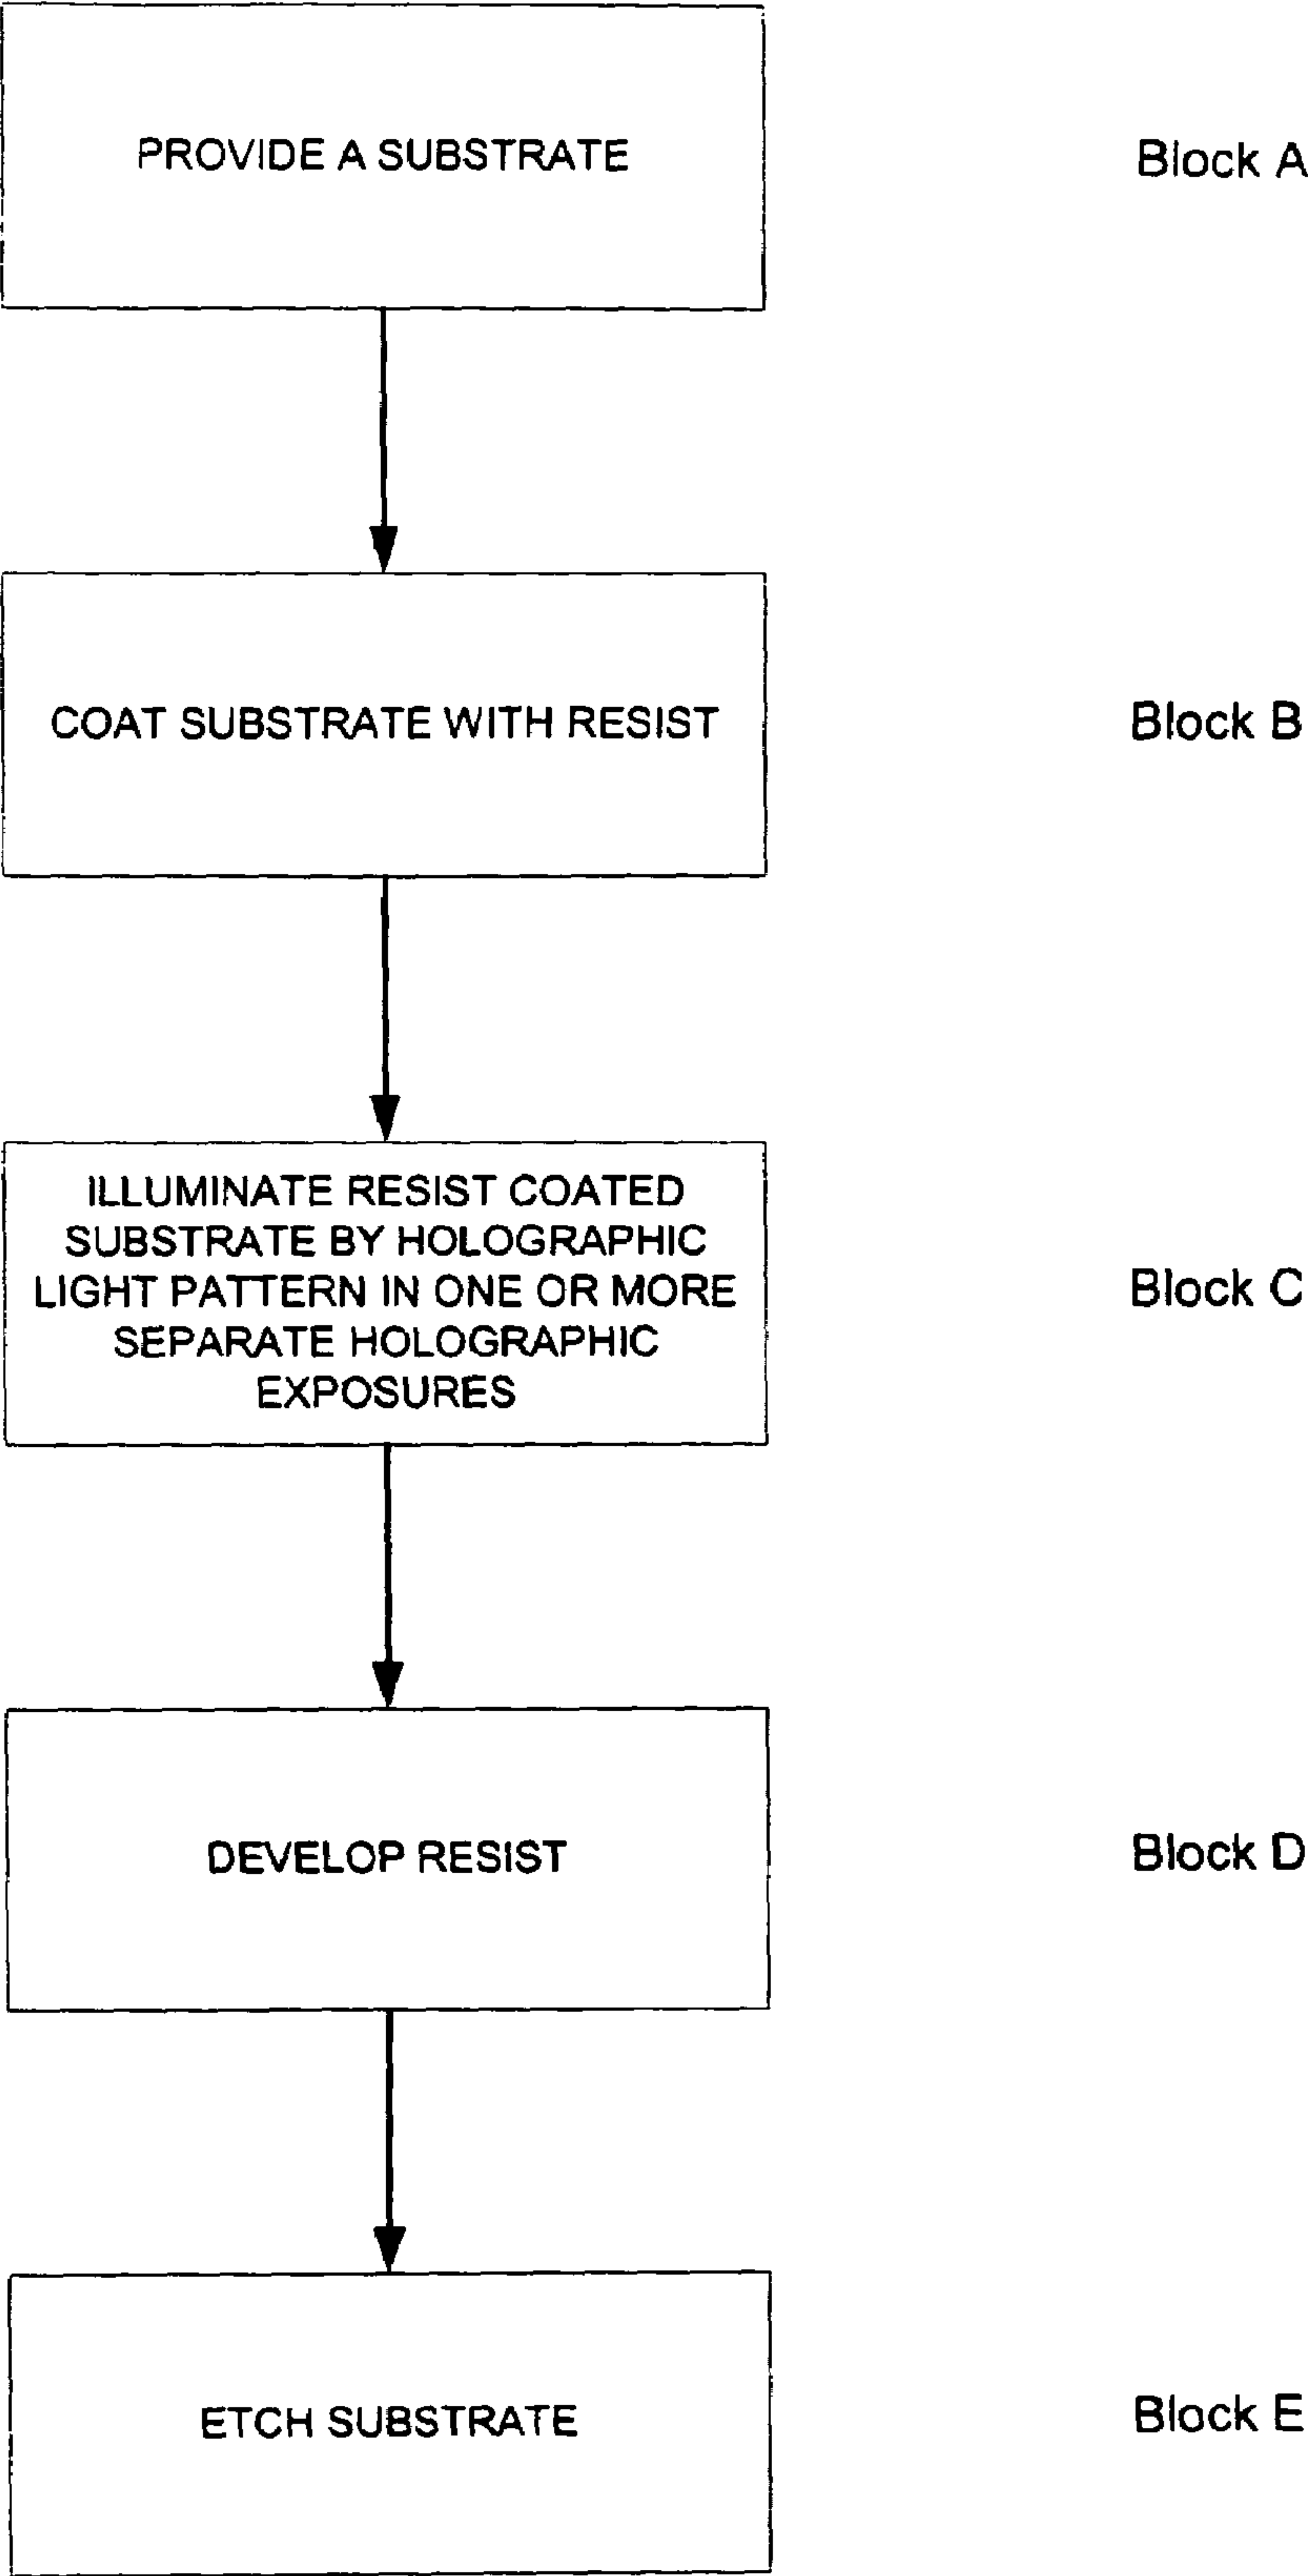 PROVIDE A SUBSTRATE
Block A
COAT SUBSTRATE WITH RESIST
Block B
ILLUMINATE RESIST COATED
SUBSTRATE BY HOLOGRAPHIC
LIGHT PATTERN IN ONE OR MORE
SEPARATE HOLOGRAPHIC
EXPOSURES
Block C
DEVELOP RESIST
Block D
ETCH SUBSTRATE
Block E